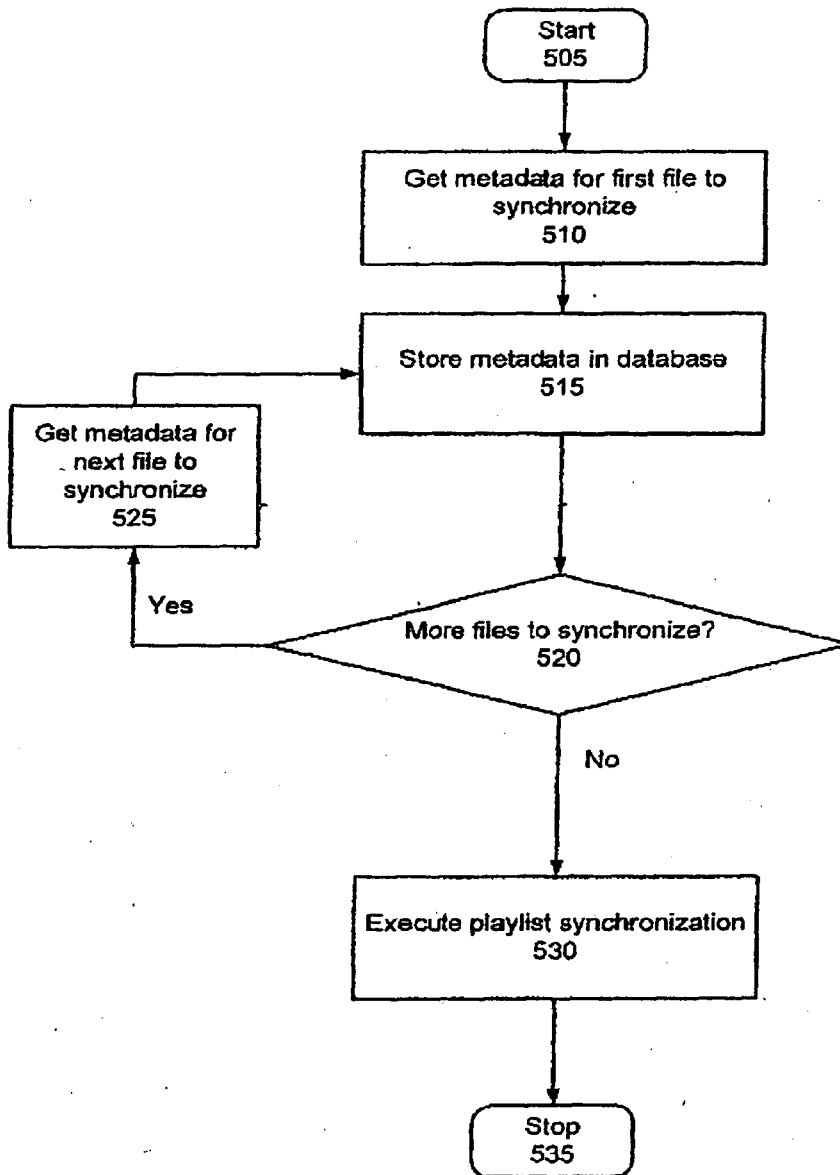 Start
505
Get metadata for first file to
synchronize
510
Store metadata in database
515
Get metadata for
next file to
synchronize
525
Yes
More files to synchronize?
520
No
Execute playlist synchronization
530
Stop
535